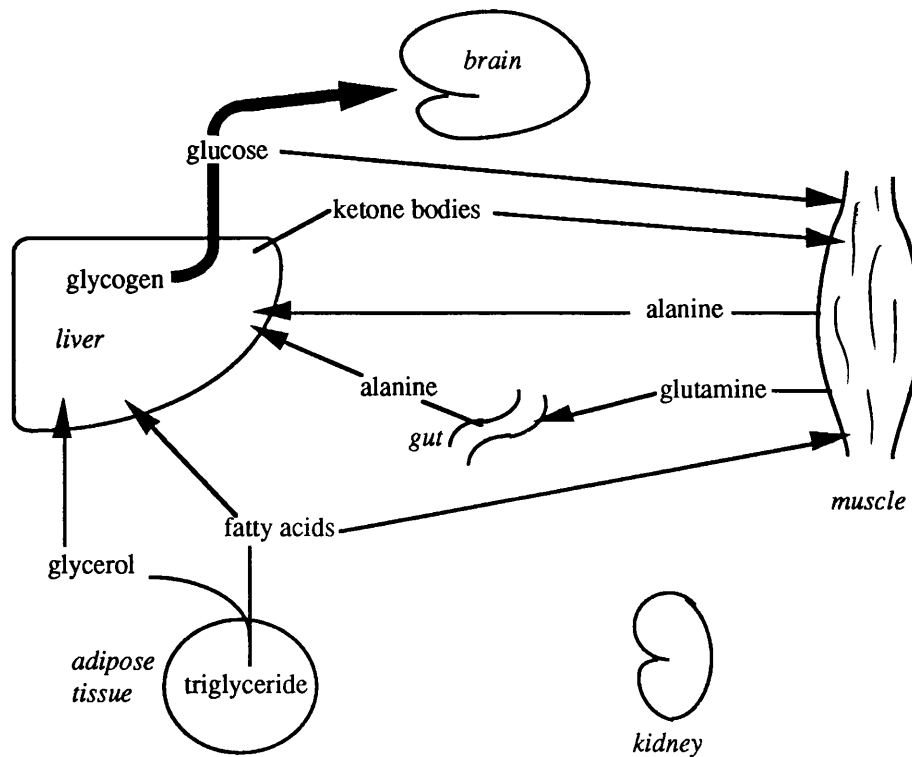 brain
glucose
ketone bodies
glycogen
liver
alanine
alanine
glutamine
gut
muscle
fatty acids
glycerol
adipose
tissue
triglyceride
kidney